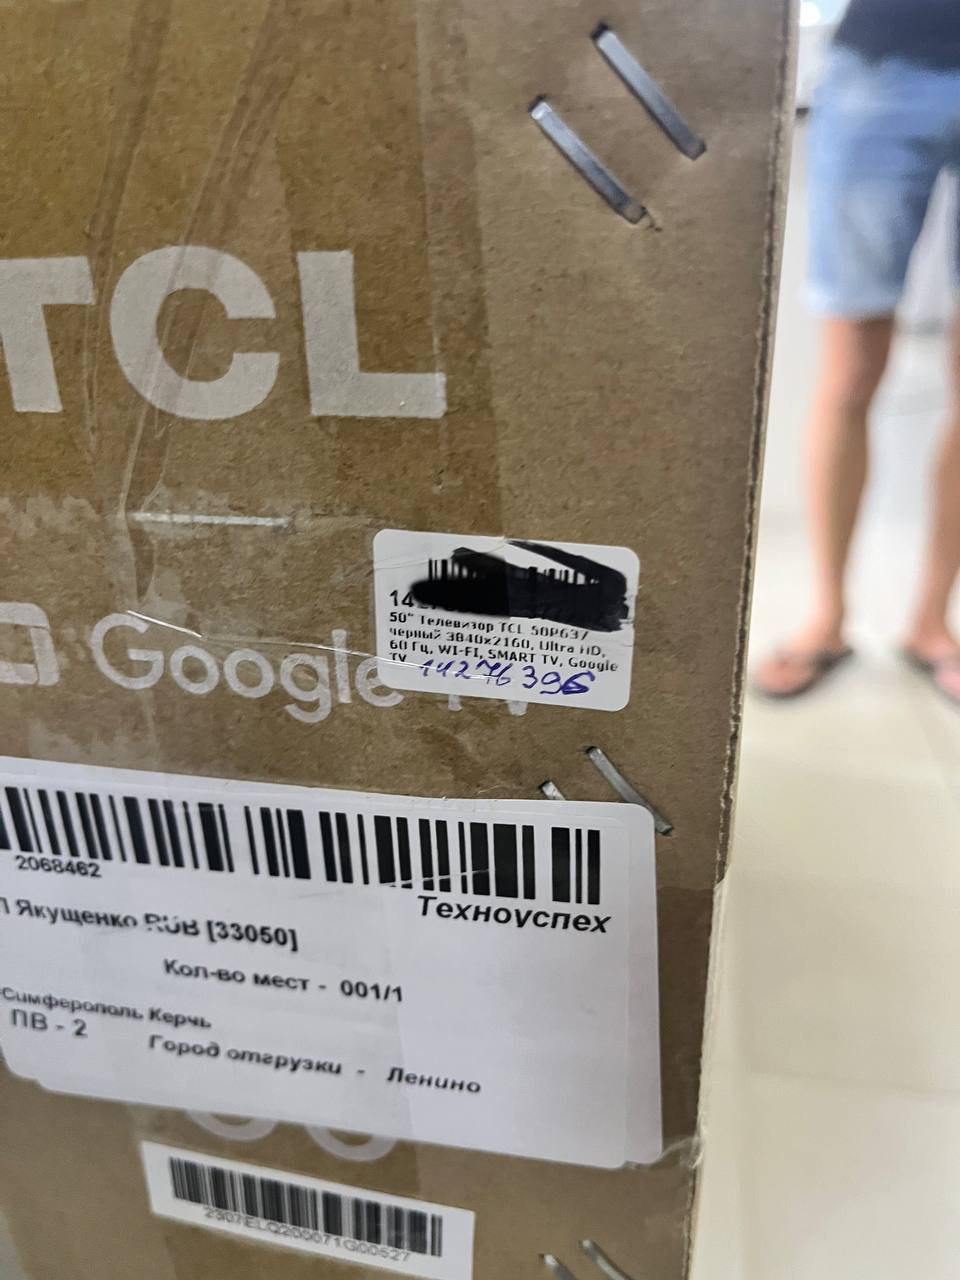 TCL
Google TV
50" Телевизор TCL 50P637
черный 3840x2160, Ultra HD,
60 Гц, WI-FI, SMART TV, Google
TV
14276396
2068462
Техноуспех
Якущенко RUB [33050]
Кол-во мест - 001/1
Симферополь Керчь
ПВ - 2
Город отгрузки - Ленино
2307ELQ200071G00527